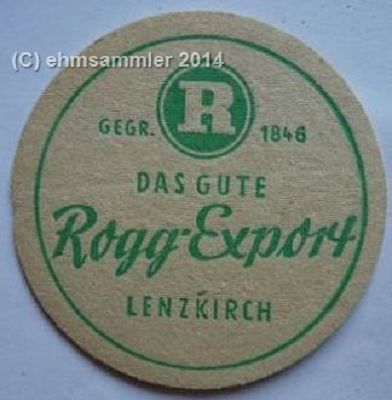 (C) ehmsammler 2014
R
GEGR. 1846
DAS GUTE
Rogg-Export
LENZKIRCH